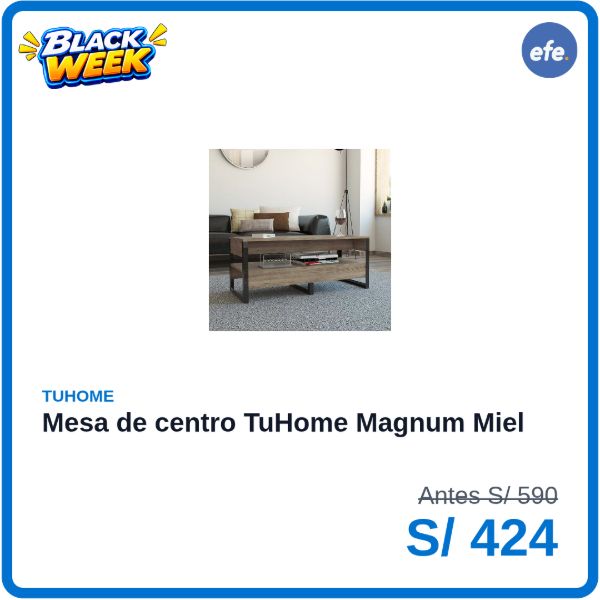 BLACK
WEEK
efe.
TUHOME
Mesa de centro TuHome Magnum Miel
Antes S/ 590
S/ 424